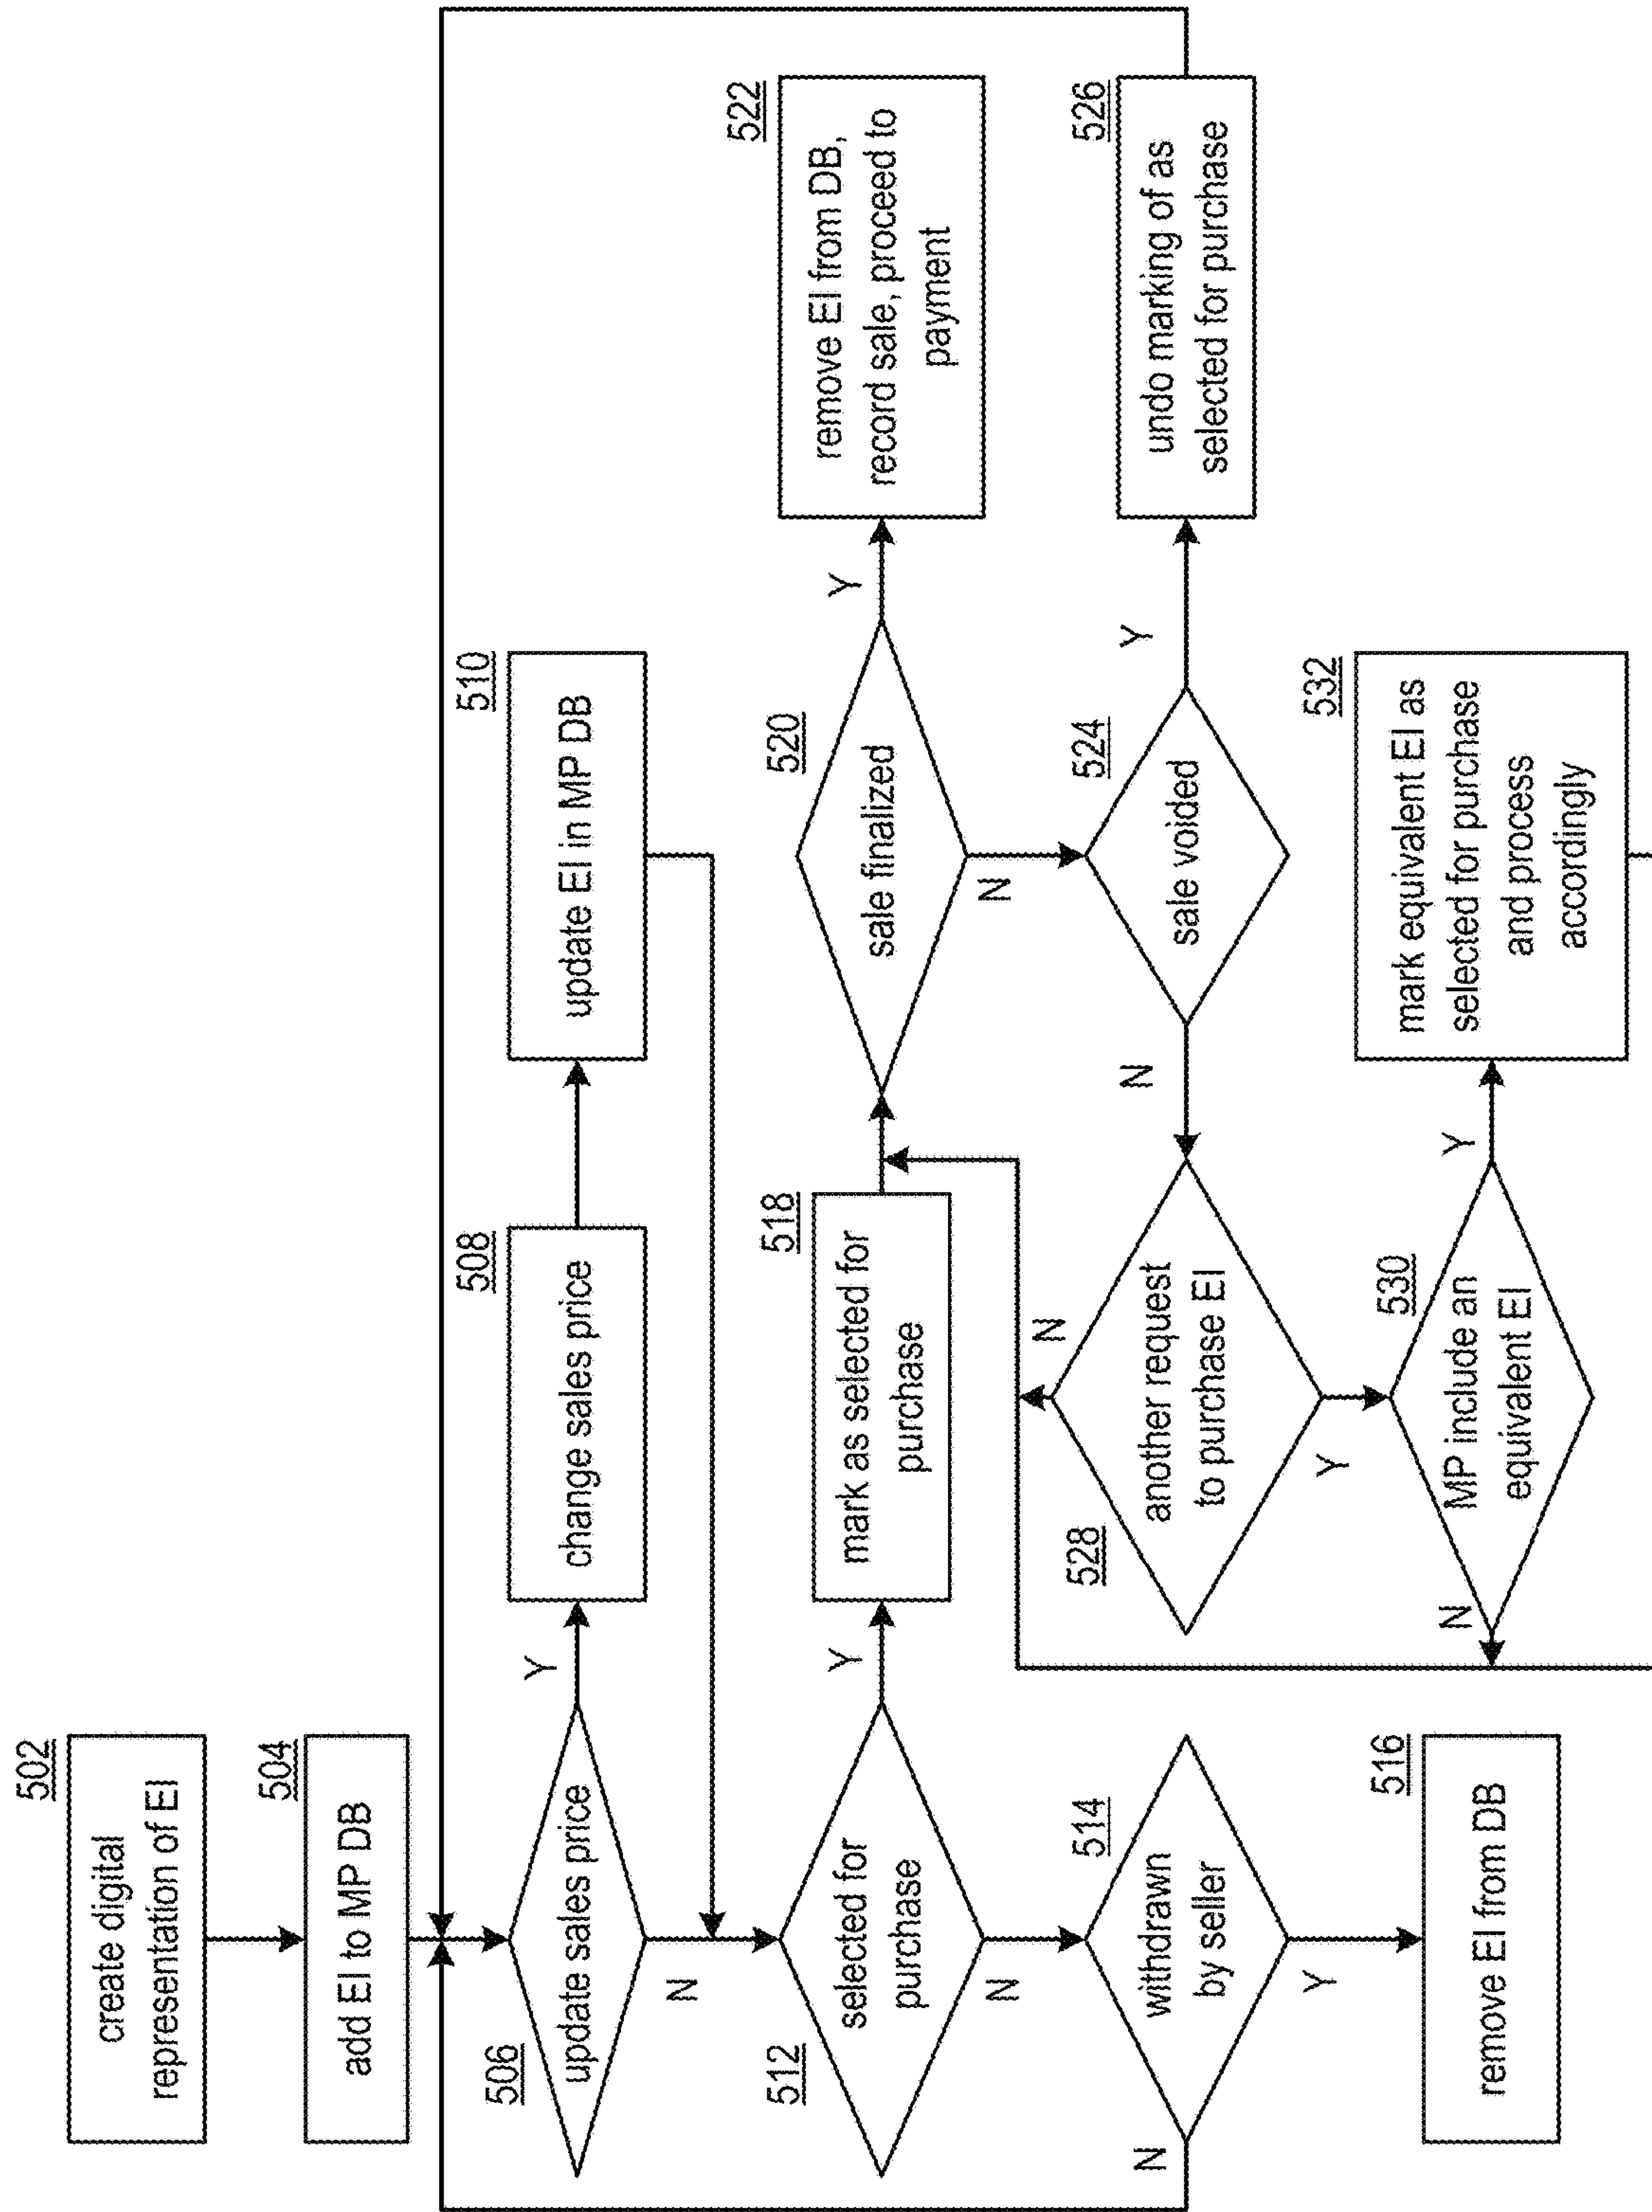 502
create digital
representation of EI
504
add EI to MP DB
506
update sales price
Y
N
508
change sales price
510
update EI in MP DB
512
selected for
purchase
Y
N
514
withdrawn
by seller
N
Y
516
remove EI from DB
518
mark as selected for
purchase
520
sale finalized
Y
N
522
remove EI from DB,
record sale, proceed to
payment
524
sale voided
Y
N
526
undo marking of as
selected for purchase
528
another request
to purchase EI
N
Y
530
MP include an
equivalent EI
N
Y
532
mark equivalent EI as
selected for purchase
and process
accordingly